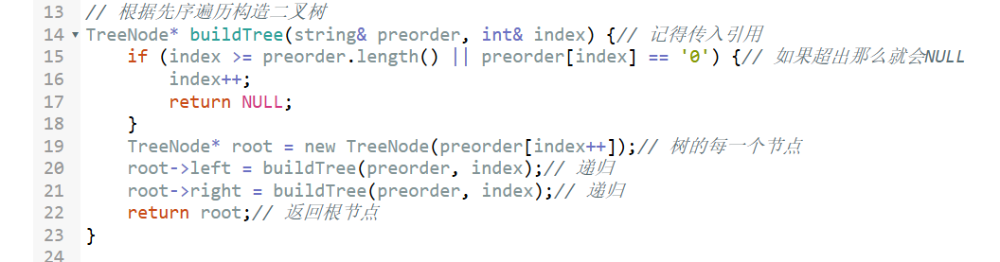 13 // 根据先序遍历构造二叉树
14 TreeNode* buildTree(string& preorder, int& index) {// 记得传入引用
15     if (index >= preorder.length() || preorder[index] == '0') {// 如果超出那么就会NULL
16         index++;
17         return NULL;
18     }
19     TreeNode* root = new TreeNode(preorder[index++]);// 树的每一个节点
20     root->left = buildTree(preorder, index);// 递归
21     root->right = buildTree(preorder, index);// 递归
22     return root;// 返回根节点
23 }
24